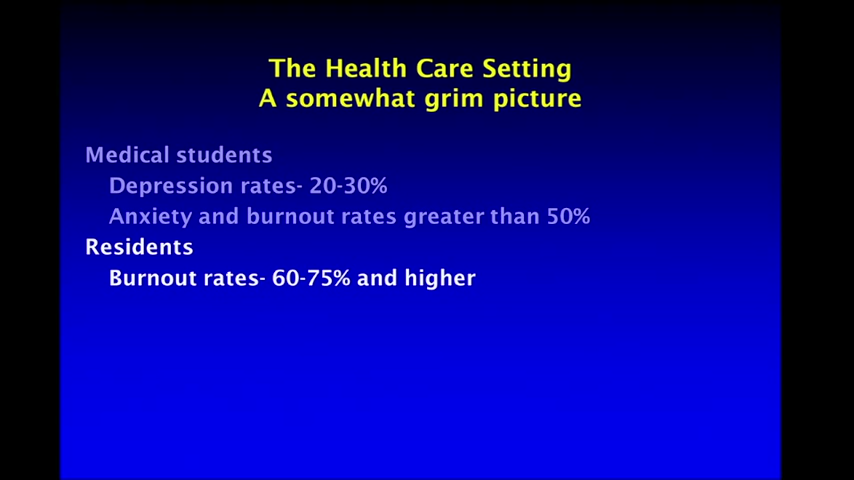 The Health Care Setting
A somewhat grim picture
Medical students
Depression rates- 20-30%
Anxiety and burnout rates greater than 50%
Residents
Burnout rates- 60-75% and higher